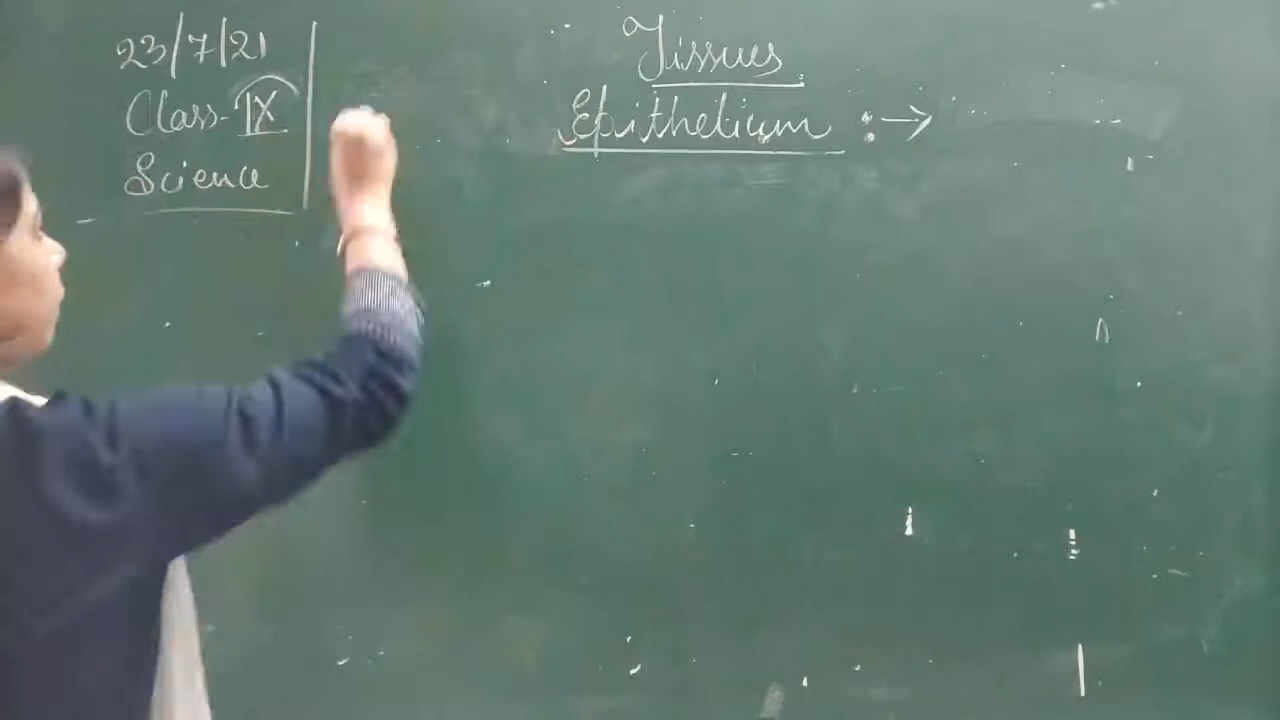 23/7/21
Class-IX
Science
Tissues
Epithelium :→